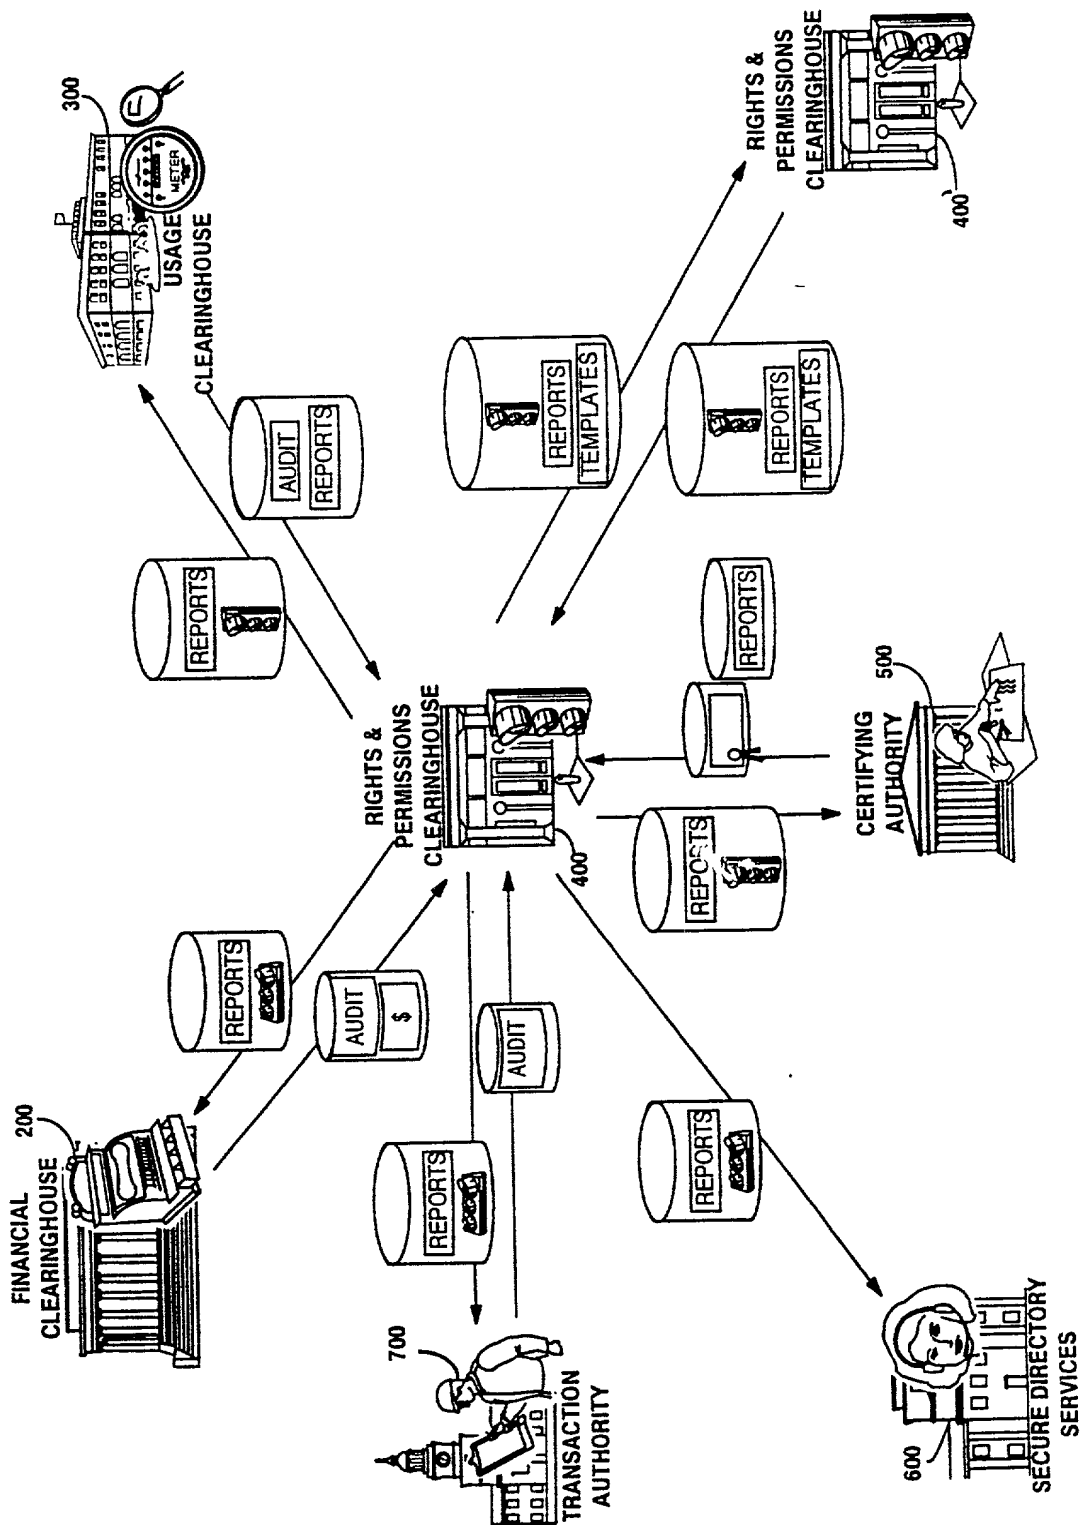 FINANCIAL
CLEARINGHOUSE
200
REPORTS
AUDIT
$
300
METER
USAGE
CLEARINGHOUSE
REPORTS
AUDIT
REPORTS
TRANSACTION
AUTHORITY
700
REPORTS
AUDIT
RIGHTS &
PERMISSIONS
CLEARINGHOUSE
400
REPORTS
TEMPLATES
REPORTS
TEMPLATES
RIGHTS &
PERMISSIONS
CLEARINGHOUSE
400
SECURE DIRECTORY
SERVICES
600
REPORTS
REPORTS
REPORTS
CERTIFYING
AUTHORITY
500